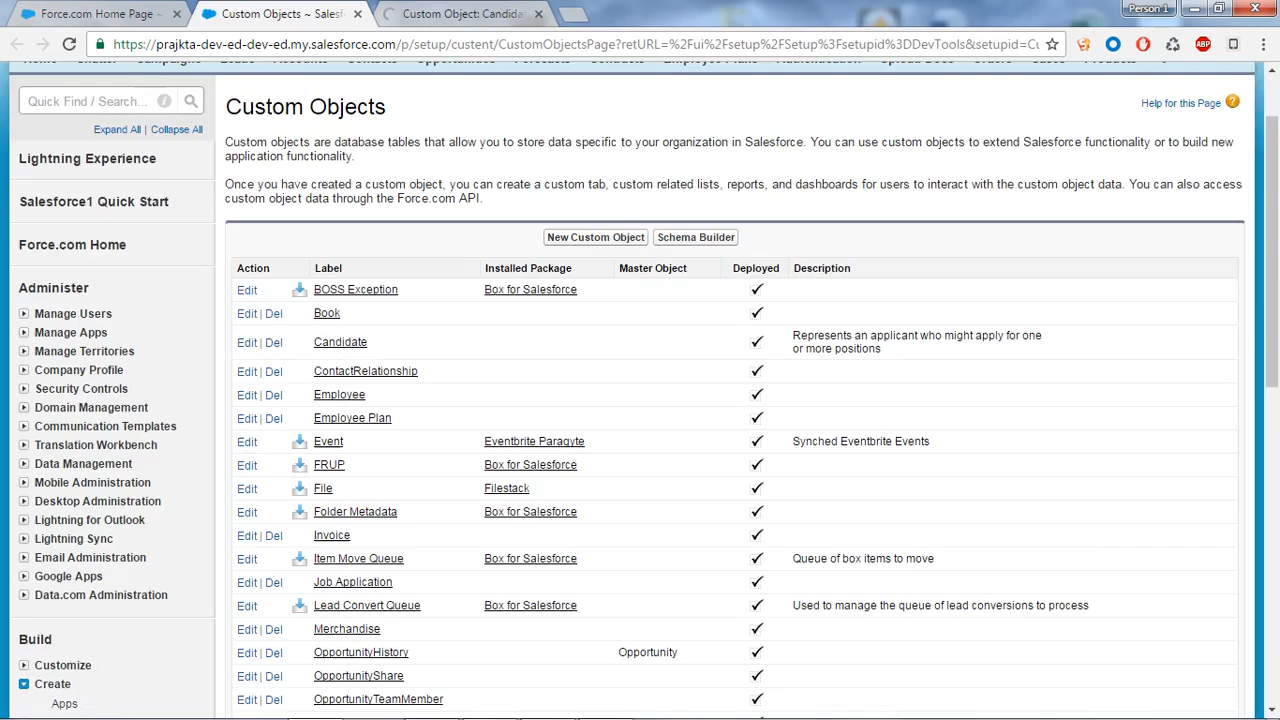 Force.com Home Page ~
Custom Objects ~ Salesf
Custom Object: Candida
Person 1
https://prajkta-dev-ed-dev-ed.my.salesforce.com/p/setup/custent/CustomObjectsPage?retURL=%2Fui%2Fsetup%2FSetup%3Fsetupid%3DDevTools&setupid=Cu
ABP
Quick Find / Search...
Expand All | Collapse All
Lightning Experience
Salesforce1 Quick Start
Force.com Home
Administer
Manage Users
Manage Apps
Manage Territories
Company Profile
Security Controls
Domain Management
Communication Templates
Translation Workbench
Data Management
Mobile Administration
Desktop Administration
Lightning for Outlook
Lightning Sync
Email Administration
Google Apps
Data.com Administration
Build
Customize
Create
Apps
Custom Objects
Help for this Page ?
Custom objects are database tables that allow you to store data specific to your organization in Salesforce. You can use custom objects to extend Salesforce functionality or to build new
application functionality.
Once you have created a custom object, you can create a custom tab, custom related lists, reports, and dashboards for users to interact with the custom object data. You can also access
custom object data through the Force.com API.
New Custom Object Schema Builder
Action Label Installed Package Master Object Deployed Description
Edit BOSS Exception Box for Salesforce
Edit | Del Book
Edit | Del Candidate Represents an applicant who might apply for one
or more positions
Edit | Del ContactRelationship
Edit | Del Employee
Edit | Del Employee Plan
Edit Event Eventbrite Paragyte Synched Eventbrite Events
Edit FRUP Box for Salesforce
Edit File Filestack
Edit Folder Metadata Box for Salesforce
Edit | Del Invoice
Edit Item Move Queue Box for Salesforce Queue of box items to move
Edit | Del Job Application
Edit Lead Convert Queue Box for Salesforce Used to manage the queue of lead conversions to process
Edit | Del Merchandise
Edit | Del OpportunityHistory Opportunity
Edit | Del OpportunityShare
Edit | Del OpportunityTeamMember